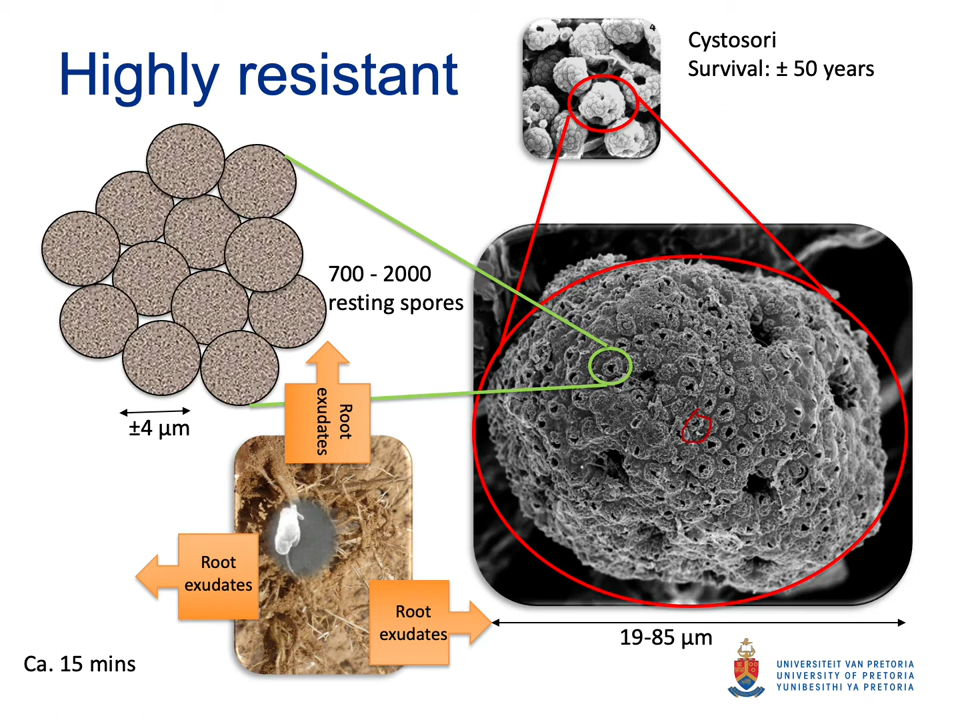 Highly resistant
Cystosori
Survival: ± 50 years
700 - 2000
resting spores
±4 µm
Root
exudates
Root
exudates
Root
exudates
19-85 µm
Ca. 15 mins
UNIVERSITEIT VAN PRETORIA
UNIVERSITY OF PRETORIA
YUNIBESITHI YA PRETORIA